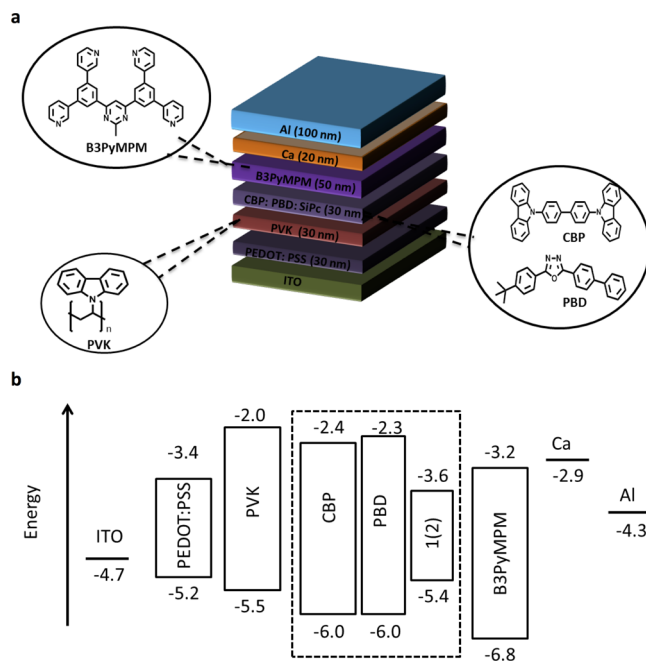 a
N
N
N
N
N
N
B3PyMPM
Al (100 nm)
Ca (20 nm)
B3PyMPM (50 nm)
CBP: PBD: SiPc (30 nm)
PVK (30 nm)
PEDOT: PSS (30 nm)
ITO
N
n
PVK
N
N
CBP
N N
O
PBD
b
Energy
ITO
-4.7
-3.4
PEDOT:PSS
-5.2
-2.0
PVK
-5.5
-2.4
CBP
-6.0
-2.3
PBD
-6.0
-3.6
1(2)
-5.4
-3.2
B3PyMPM
-6.8
Ca
-2.9
Al
-4.3